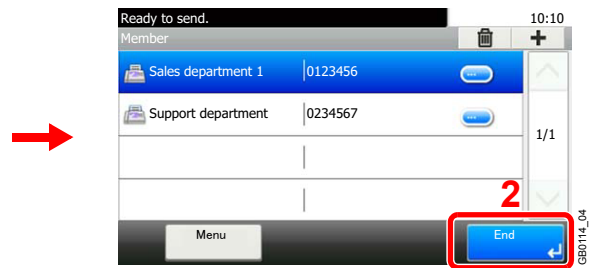 Ready to send. 10:10
Member
Sales department 1 0123456
Support department 0234567
1/1
2
Menu End
GB0114_04